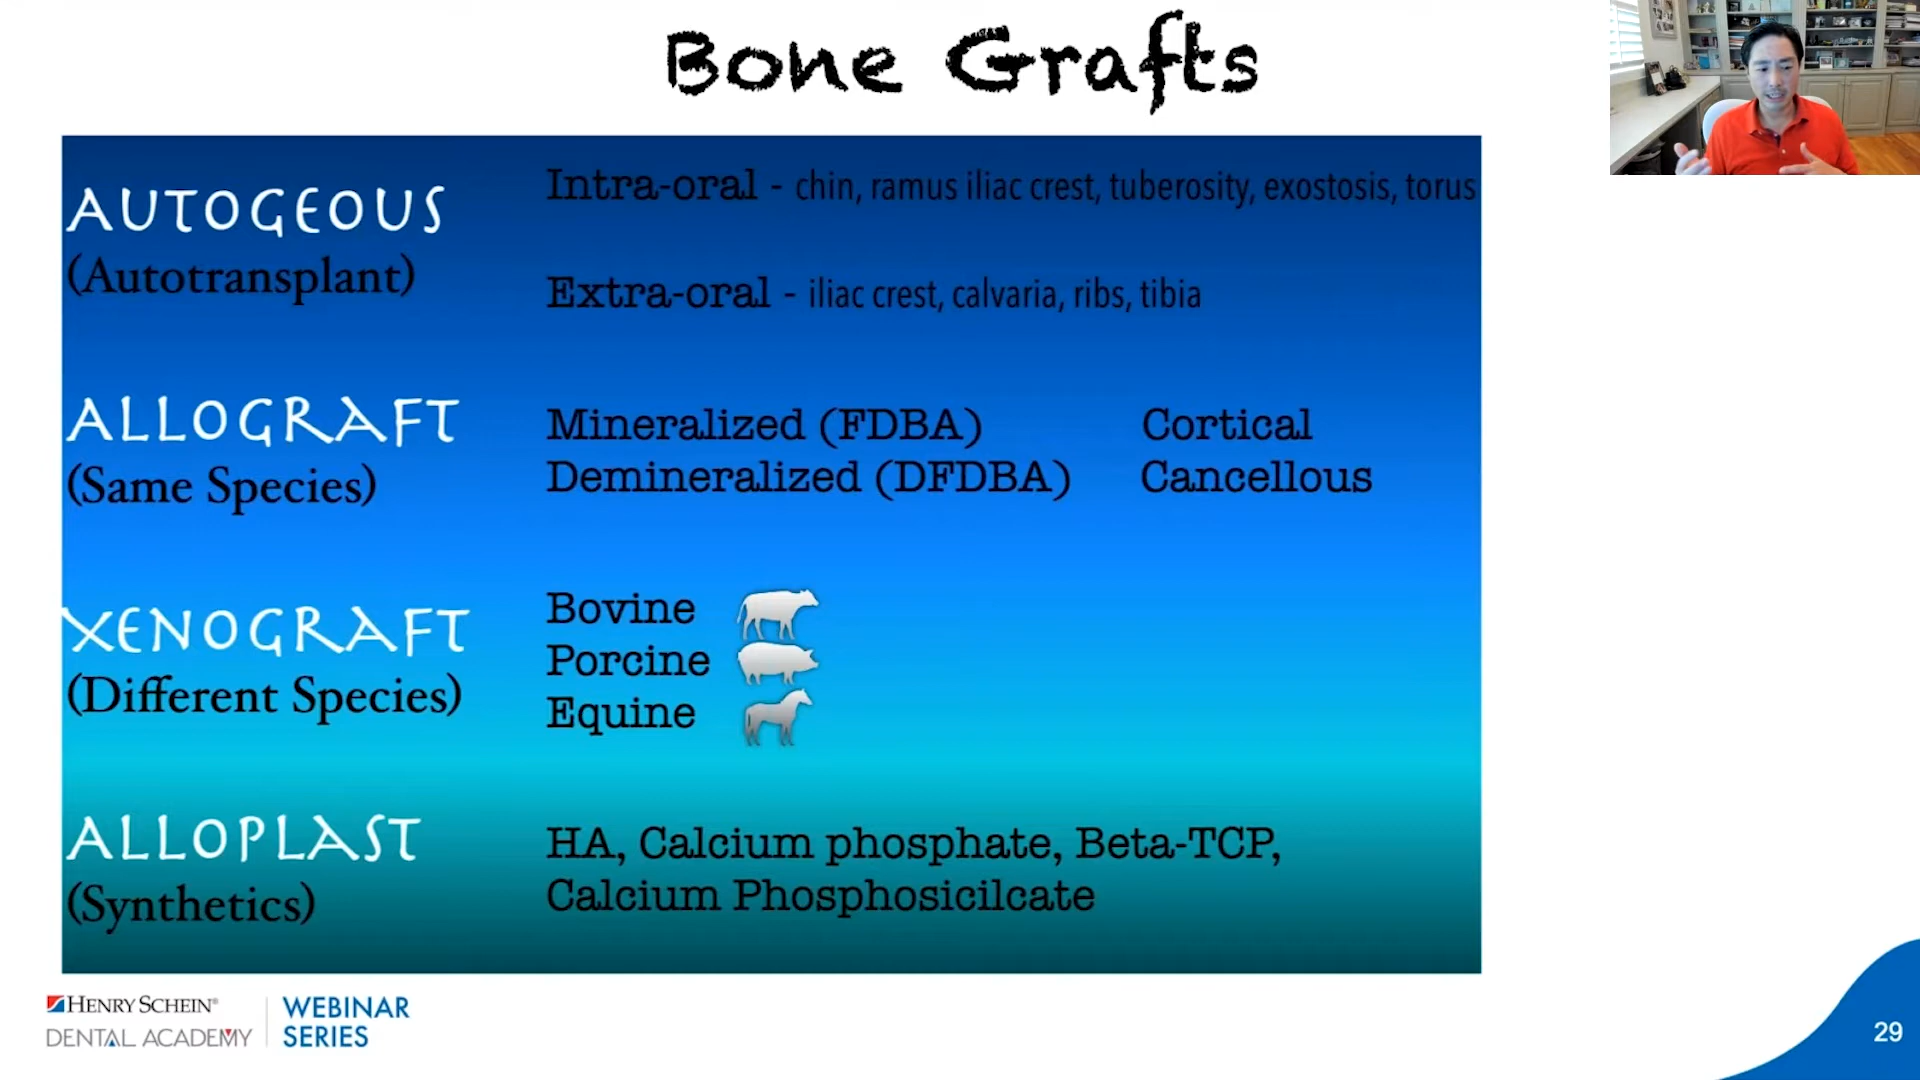 Bone Grafts
AUTOGEOUS
(Autotransplant)
Intra-oral - chin, ramus iliac crest, tuberosity, exostosis, torus
Extra-oral - iliac crest, calvaria, ribs, tibia
ALLOGRAFT
(Same Species)
Mineralized (FDBA) Cortical
Demineralized (DFDBA) Cancellous
XENOGRAFT
(Different Species)
Bovine
Porcine
Equine
ALLOPLAST
(Synthetics)
HA, Calcium phosphate, Beta-TCP,
Calcium Phosphosicilcate
HENRY SCHEIN®
DENTAL ACADEMY
WEBINAR
SERIES
29